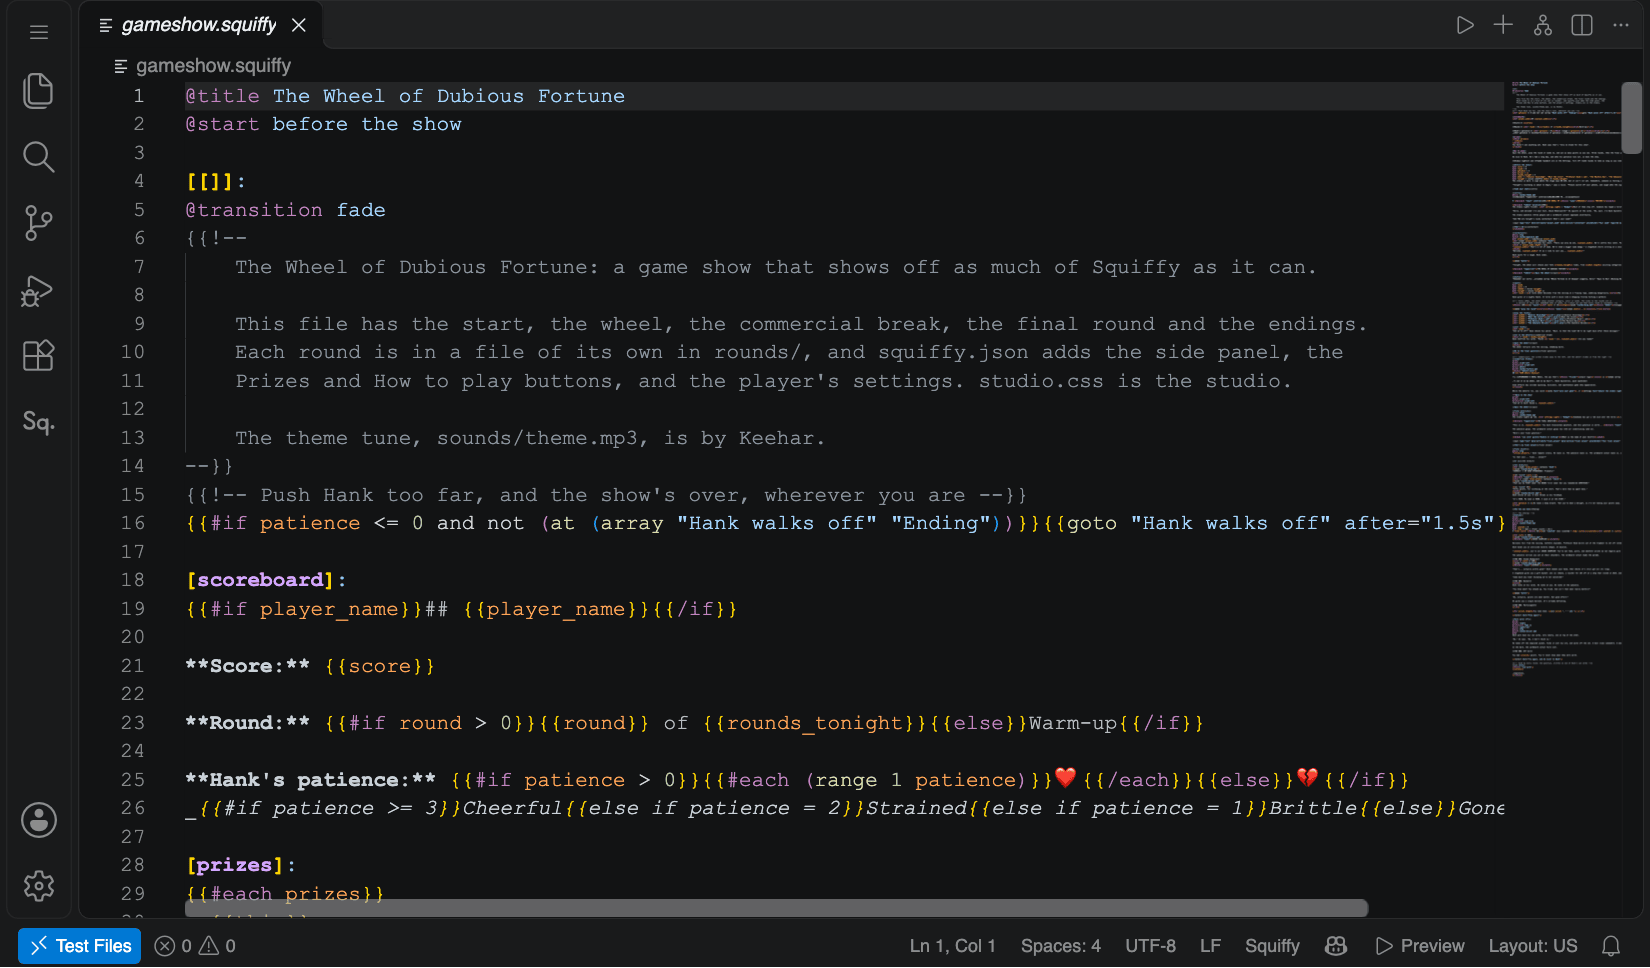 gameshow.squiffy
gameshow.squiffy
1 @title The Wheel of Dubious Fortune
2 @start before the show
3
4 [[]]:
5 @transition fade
6 {{!--
7 The Wheel of Dubious Fortune: a game show that shows off as much of Squiffy as it can.
8
9 This file has the start, the wheel, the commercial break, the final round and the endings.
10 Each round is in a file of its own in rounds/, and squiffy.json adds the side panel, the
11 Prizes and How to play buttons, and the player's settings. studio.css is the studio.
12
13 The theme tune, sounds/theme.mp3, is by Keehar.
14 --}}
15 {{!-- Push Hank too far, and the show's over, wherever you are --}}
16 {{#if patience <= 0 and not (at (array "Hank walks off" "Ending"))}}{{goto "Hank walks off" after="1.5s"}
17
18 [scoreboard]:
19 {{#if player_name}}## {{player_name}}{{/if}}
20
21 **Score:** {{score}}
22
23 **Round:** {{#if round > 0}}{{round}} of {{rounds_tonight}}{{else}}Warm-up{{/if}}
24
25 **Hank's patience:** {{#if patience > 0}}{{#each (range 1 patience)}}❤️{{/each}}{{else}}💔{{/if}}
26 _{{#if patience >= 3}}Cheerful{{else if patience = 2}}Strained{{else if patience = 1}}Brittle{{else}}Gone
27
28 [prizes]:
29 {{#each prizes}}
Sq.
Test Files 0 0 Ln 1, Col 1 Spaces: 4 UTF-8 LF Squiffy Preview Layout: US